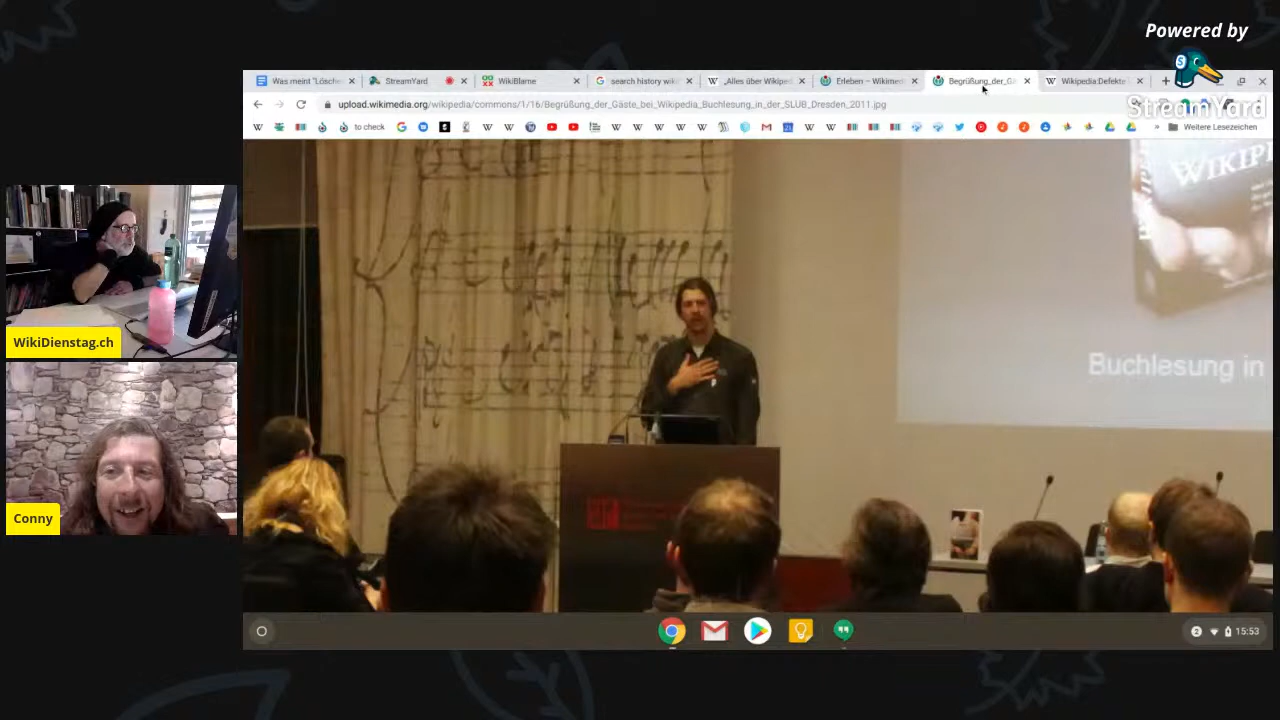 Powered by
StreamYard
Was meint "Lösche
StreamYard
WikiBlame
search history wiki
„Alles über Wikiped
Erleben – Wikimed
Begrüßung_der_Gä
Wikipedia:Defekte
upload.wikimedia.org/wikipedia/commons/1/16/Begrüßung_der_Gäste_bei_Wikipedia_Buchlesung_in_der_SLUB_Dresden_2011.jpg
to check
Weitere Lesezeichen
WIKIP
Buchlesung in
WikiDienstag.ch
Conny
15:53